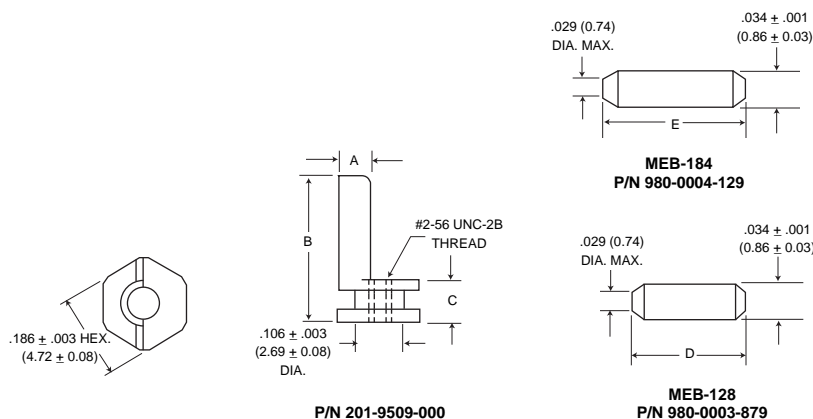 .029 (0.74)
DIA. MAX.
.034 ± .001
(0.86 ± 0.03)
E
MEB-184
P/N 980-0004-129
A
B
#2-56 UNC-2B
THREAD
C
.106 ± .003
(2.69 ± 0.08)
DIA.
P/N 201-9509-000
.186 ± .003 HEX.
(4.72 ± 0.08)
.029 (0.74)
DIA. MAX.
.034 ± .001
(0.86 ± 0.03)
D
MEB-128
P/N 980-0003-879